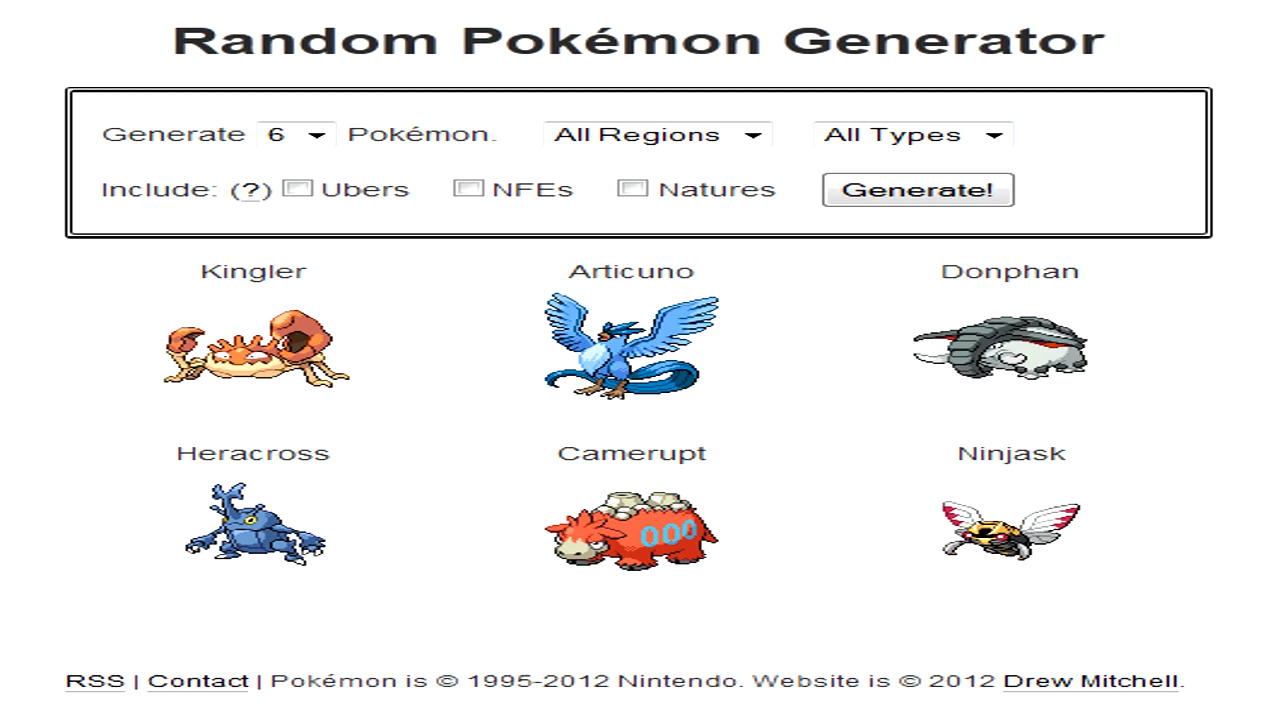 Random Pokémon Generator
Generate 6 Pokémon. All Regions All Types
Include: (?) Ubers NFEs Natures Generate!
Kingler Articuno Donphan
Heracross Camerupt Ninjask
RSS | Contact | Pokémon is © 1995-2012 Nintendo. Website is © 2012 Drew Mitchell.